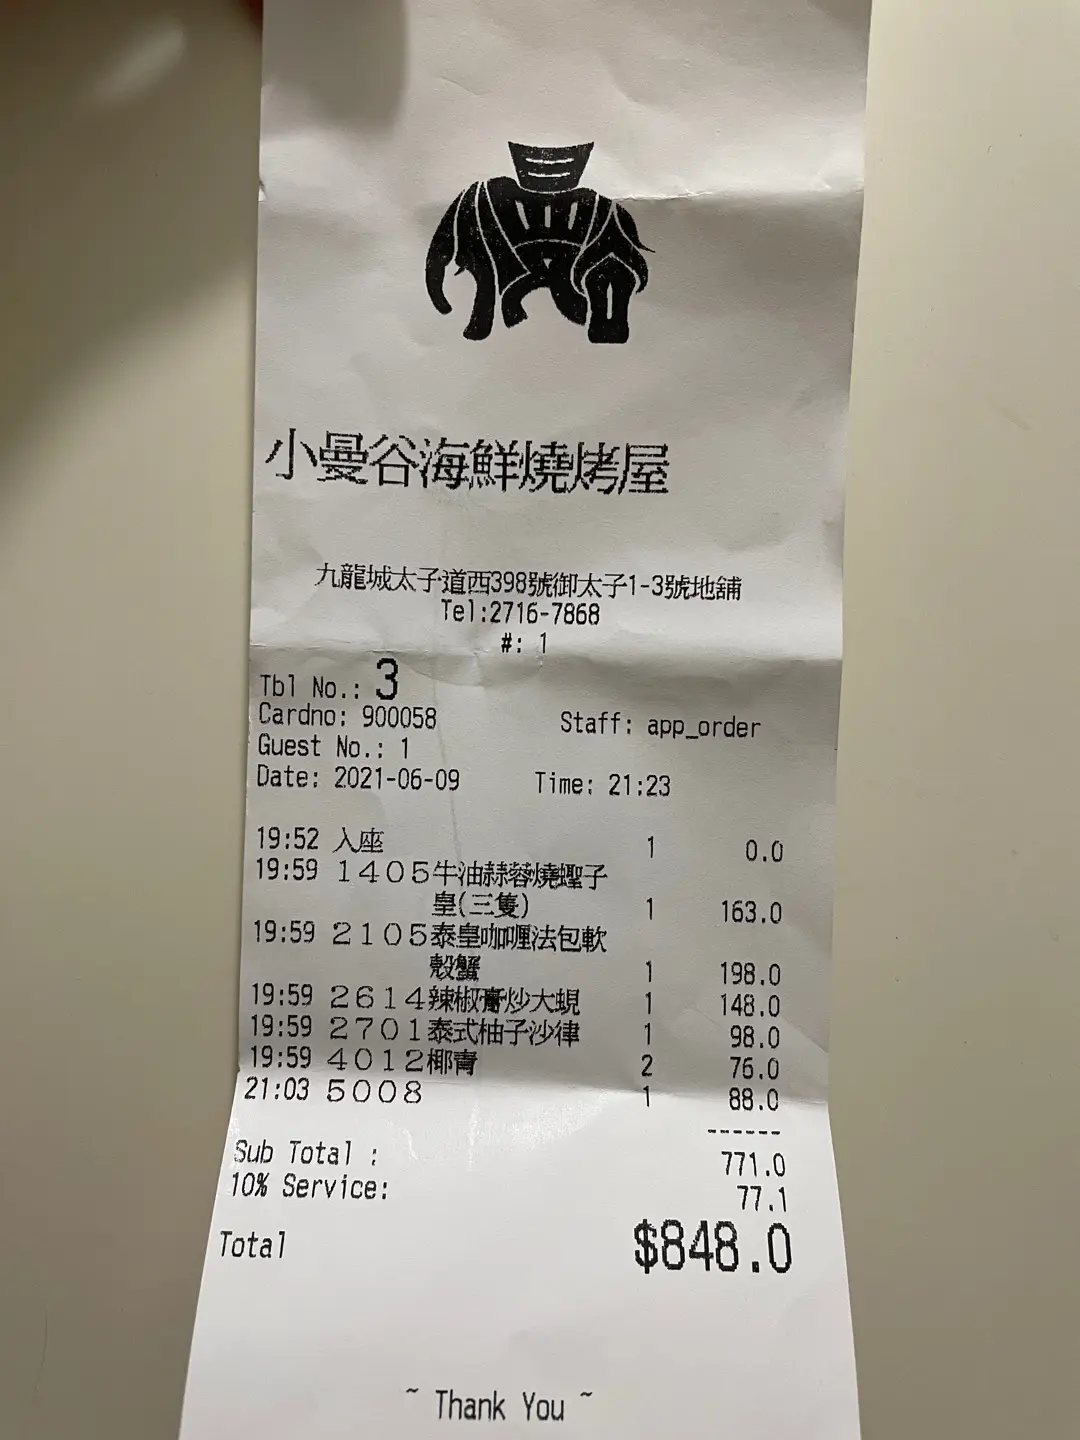 小曼谷海鮮燒烤屋
九龍城太子道西398號御太子1-3號地舖
Tel:2716-7868
#: 1
Tbl No.: 3
Cardno: 900058 Staff: app_order
Guest No.: 1
Date: 2021-06-09 Time: 21:23
19:52 入座 1 0.0
19:59 1405牛油蒜蓉燒蟶子
皇(三隻) 1 163.0
19:59 2105泰皇咖喱法包軟
殼蟹 1 198.0
19:59 2614辣椒膏炒大蜆 1 148.0
19:59 2701泰式柚子沙律 1 98.0
19:59 4012椰青 2 76.0
21:03 5008 1 88.0
------
Sub Total : 771.0
10% Service: 77.1
Total $848.0
~ Thank You ~